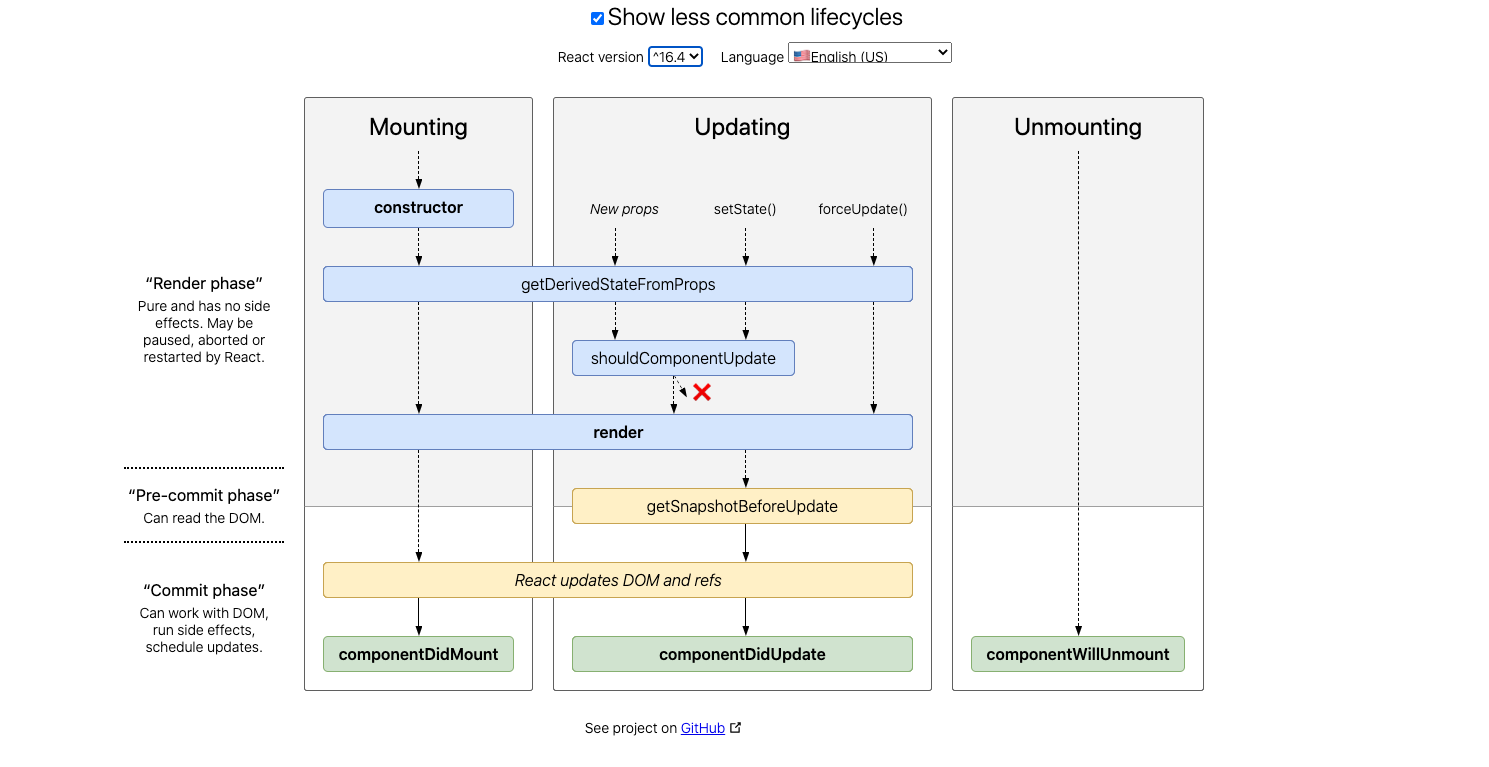 Show less common lifecycles
React version ^16.4 Language 🇺🇸English (US)
Mounting Updating Unmounting
constructor
New props setState() forceUpdate()
“Render phase”
Pure and has no side
effects. May be
paused, aborted or
restarted by React.
getDerivedStateFromProps
shouldComponentUpdate
render
“Pre-commit phase”
Can read the DOM.
getSnapshotBeforeUpdate
“Commit phase”
Can work with DOM,
run side effects,
schedule updates.
React updates DOM and refs
componentDidMount componentDidUpdate componentWillUnmount
See project on GitHub